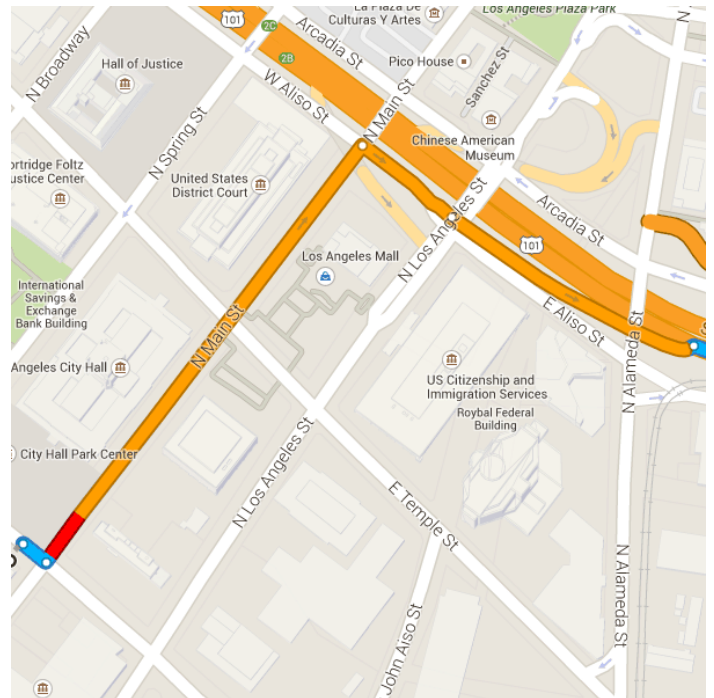 La Plaza De
Culturas Y Artes
Los Angeles Plaza Park
101
2C
2B
Arcadia St
N Broadway
Hall of Justice
N Spring St
W Aliso St
N Main St
Pico House
Sanchez St
Chinese American
Museum
United States
District Court
Foltz
Justice Center
Los Angeles Mall
N Los Angeles St
Arcadia St
101
International
Savings &
Exchange
Bank Building
N Main St
E Aliso St
N Alameda St
Angeles City Hall
US Citizenship and
Immigration Services
Roybal Federal
Building
City Hall Park Center
N Los Angeles St
E Temple St
N Alameda St
John Aiso St